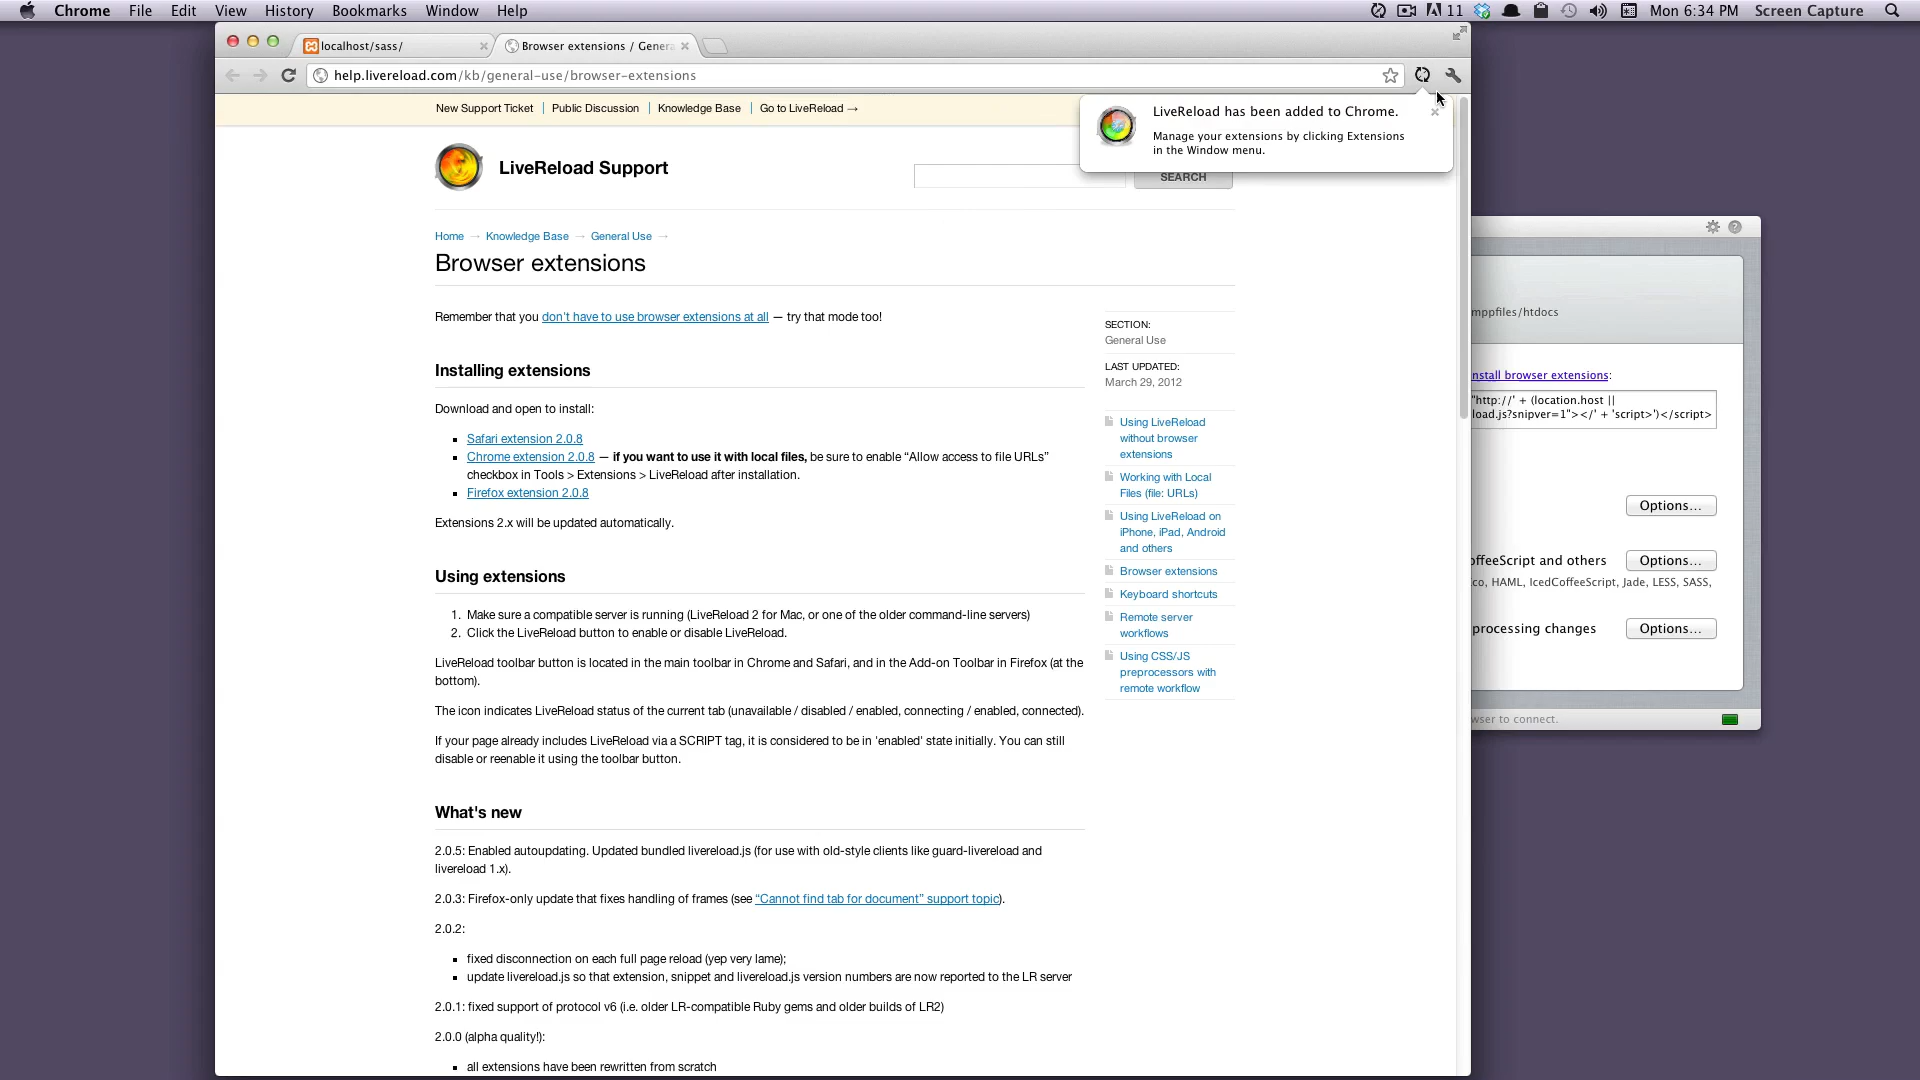 Chrome File Edit View History Bookmarks Window Help 11 Mon 6:34 PM Screen Capture
localhost/sass/ Browser extensions / Genera
help.livereload.com/kb/general-use/browser-extensions
New Support Ticket Public Discussion Knowledge Base Go to LiveReload →
LiveReload has been added to Chrome.
Manage your extensions by clicking Extensions
in the Window menu.
LiveReload Support
SEARCH
Home → Knowledge Base → General Use →
Browser extensions
Remember that you don't have to use browser extensions at all — try that mode too!
Installing extensions
Download and open to install:
Safari extension 2.0.8
Chrome extension 2.0.8 — if you want to use it with local files, be sure to enable “Allow access to file URLs”
checkbox in Tools > Extensions > LiveReload after installation.
Firefox extension 2.0.8
Extensions 2.x will be updated automatically.
Using extensions
1. Make sure a compatible server is running (LiveReload 2 for Mac, or one of the older command-line servers)
2. Click the LiveReload button to enable or disable LiveReload.
LiveReload toolbar button is located in the main toolbar in Chrome and Safari, and in the Add-on Toolbar in Firefox (at the
bottom).
The icon indicates LiveReload status of the current tab (unavailable / disabled / enabled, connecting / enabled, connected).
If your page already includes LiveReload via a SCRIPT tag, it is considered to be in 'enabled' state initially. You can still
disable or reenable it using the toolbar button.
What's new
2.0.5: Enabled autoupdating. Updated bundled livereload.js (for use with old-style clients like guard-livereload and
livereload 1.x).
2.0.3: Firefox-only update that fixes handling of frames (see “Cannot find tab for document” support topic).
2.0.2:
fixed disconnection on each full page reload (yep very lame);
update livereload.js so that extension, snippet and livereload.js version numbers are now reported to the LR server
2.0.1: fixed support of protocol v6 (i.e. older LR-compatible Ruby gems and older builds of LR2)
2.0.0 (alpha quality!):
all extensions have been rewritten from scratch
SECTION:
General Use
LAST UPDATED:
March 29, 2012
Using LiveReload
without browser
extensions
Working with Local
Files (file: URLs)
Using LiveReload on
iPhone, iPad, Android
and others
Browser extensions
Keyboard shortcuts
Remote server
workflows
Using CSS/JS
preprocessors with
remote workflow
mppfiles/htdocs
nstall browser extensions:
"http://' + (location.host ||
load.js?snipver=1"></' + 'script>')</script>
Options...
offeeScript and others Options...
co, HAML, IcedCoffeeScript, Jade, LESS, SASS,
processing changes Options...
wser to connect.